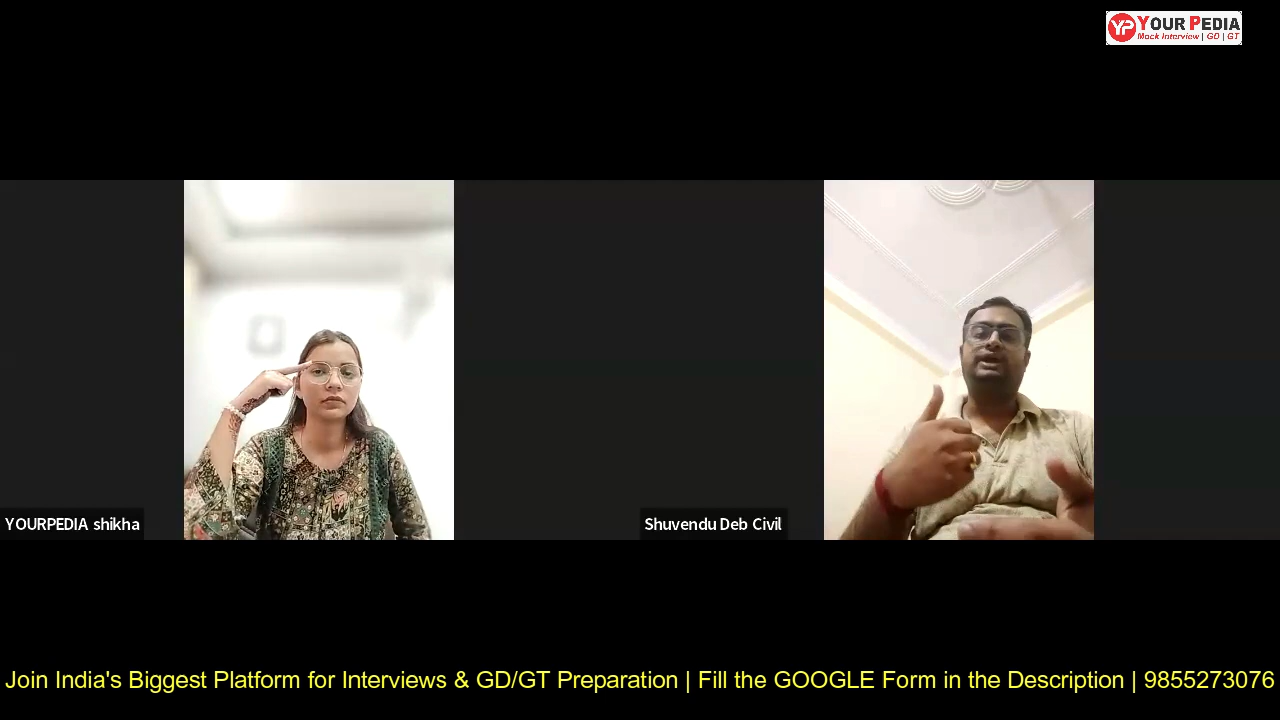 YP YOUR PEDIA
Mock Interview | GD | GT
YOURPEDIA shikha
Shuvendu Deb Civil
Join India's Biggest Platform for Interviews & GD/GT Preparation | Fill the GOOGLE Form in the Description | 9855273076